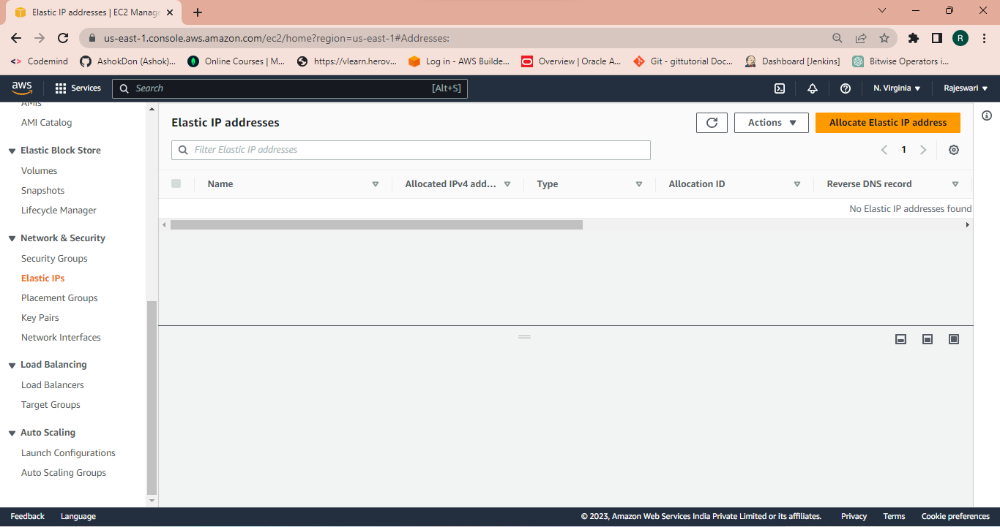 Elastic IP addresses | EC2 Manage
us-east-1.console.aws.amazon.com/ec2/home?region=us-east-1#Addresses:
R
<> Codemind AshokDon (Ashok)... Online Courses | M... https://vlearn.herov... Log in - AWS Builde... Overview | Oracle A... Git - gittutorial Doc... Dashboard [Jenkins] Bitwise Operators i...
aws Services Search [Alt+S] N. Virginia Rajeswari
AMIs
AMI Catalog
Elastic Block Store
Volumes
Snapshots
Lifecycle Manager
Network & Security
Security Groups
Elastic IPs
Placement Groups
Key Pairs
Network Interfaces
Load Balancing
Load Balancers
Target Groups
Auto Scaling
Launch Configurations
Auto Scaling Groups
Elastic IP addresses Actions Allocate Elastic IP address
Filter Elastic IP addresses 1
Name Allocated IPv4 add... Type Allocation ID Reverse DNS record
No Elastic IP addresses found
Feedback Language © 2023, Amazon Web Services India Private Limited or its affiliates. Privacy Terms Cookie preferences